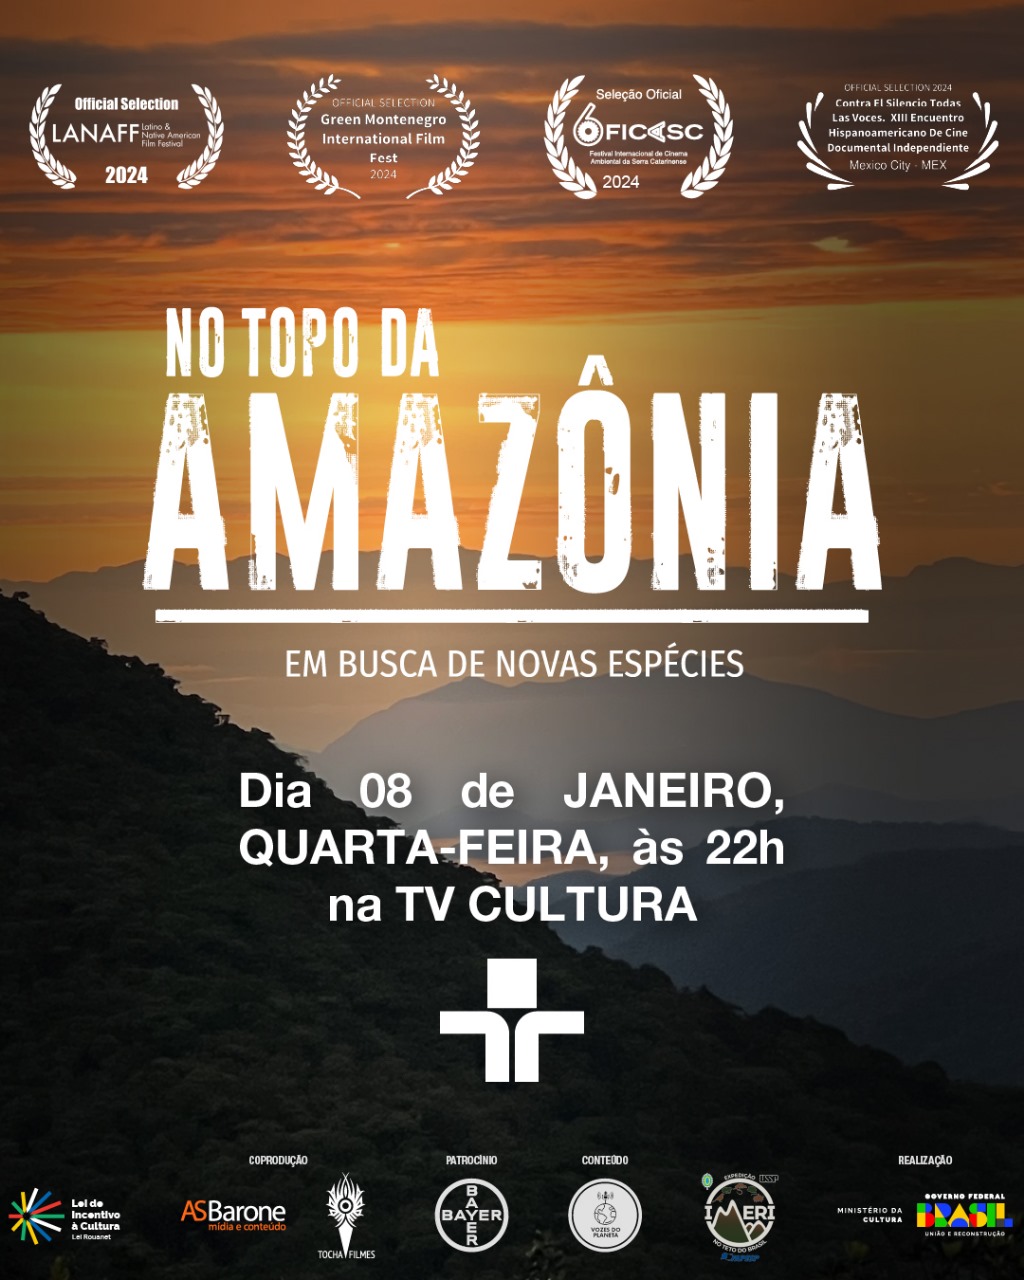 Official Selection
LANAFF Latino &
Native American
Film Festival
2024
OFFICIAL SELECTION
Green Montenegro
International Film
Fest
2024
Seleção Oficial
6FICASC
Festival Internacional de Cinema
Ambiental da Serra Catarinense
2024
OFFICIAL SELECTION 2024
Contra El Silencio Todas
Las Voces. XIII Encuentro
Hispanoamericano De Cine
Documental Independiente
Mexico City - MEX
NO TOPO DA
AMAZÔNIA
EM BUSCA DE NOVAS ESPÉCIES
Dia 08 de JANEIRO,
QUARTA-FEIRA, às 22h
na TV CULTURA
Lei de
Incentivo
à Cultura
Lei Rouanet
COPRODUÇÃO
ASBarone
mídia e conteúdo
TOCHA FILMES
PATROCÍNIO
BAYER
BAYER
CONTEÚDO
VOZES DO
PLANETA
EXPEDIÇÃO USP
IMERI
NO TETO DO BRASIL
REALIZAÇÃO
MINISTÉRIO DA
CULTURA
GOVERNO FEDERAL
BRASIL
UNIÃO E RECONSTRUÇÃO